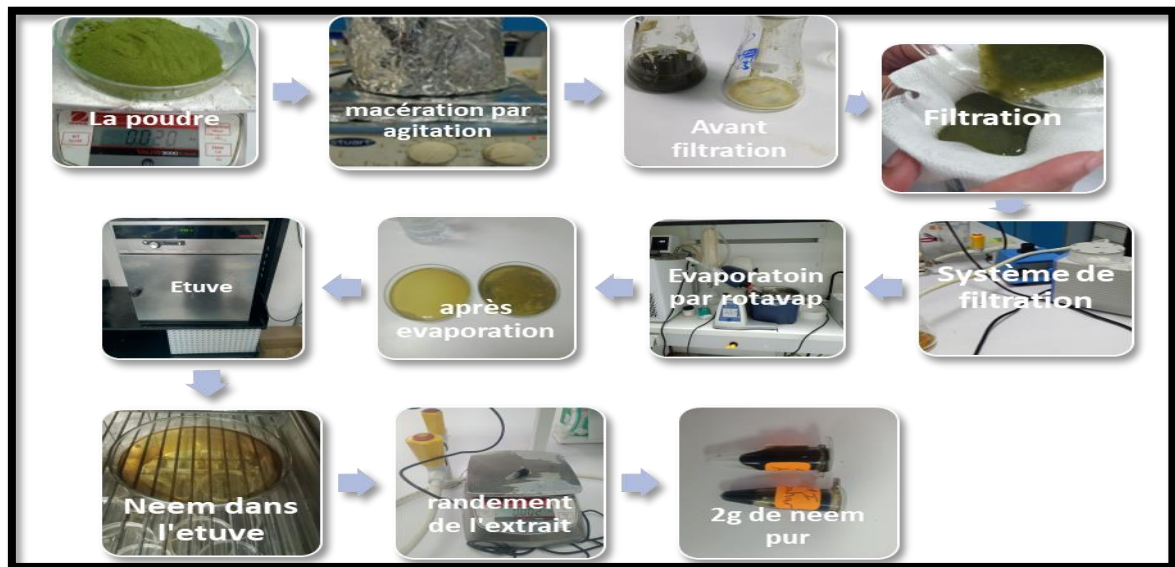 La poudre
macération par
agitation
Avant
filtration
Filtration
Système de
filtration
Evaporatoin
par rotavap
après
evaporation
Etuve
Neem dans
l'etuve
randement
de l'extrait
2g de neem
pur